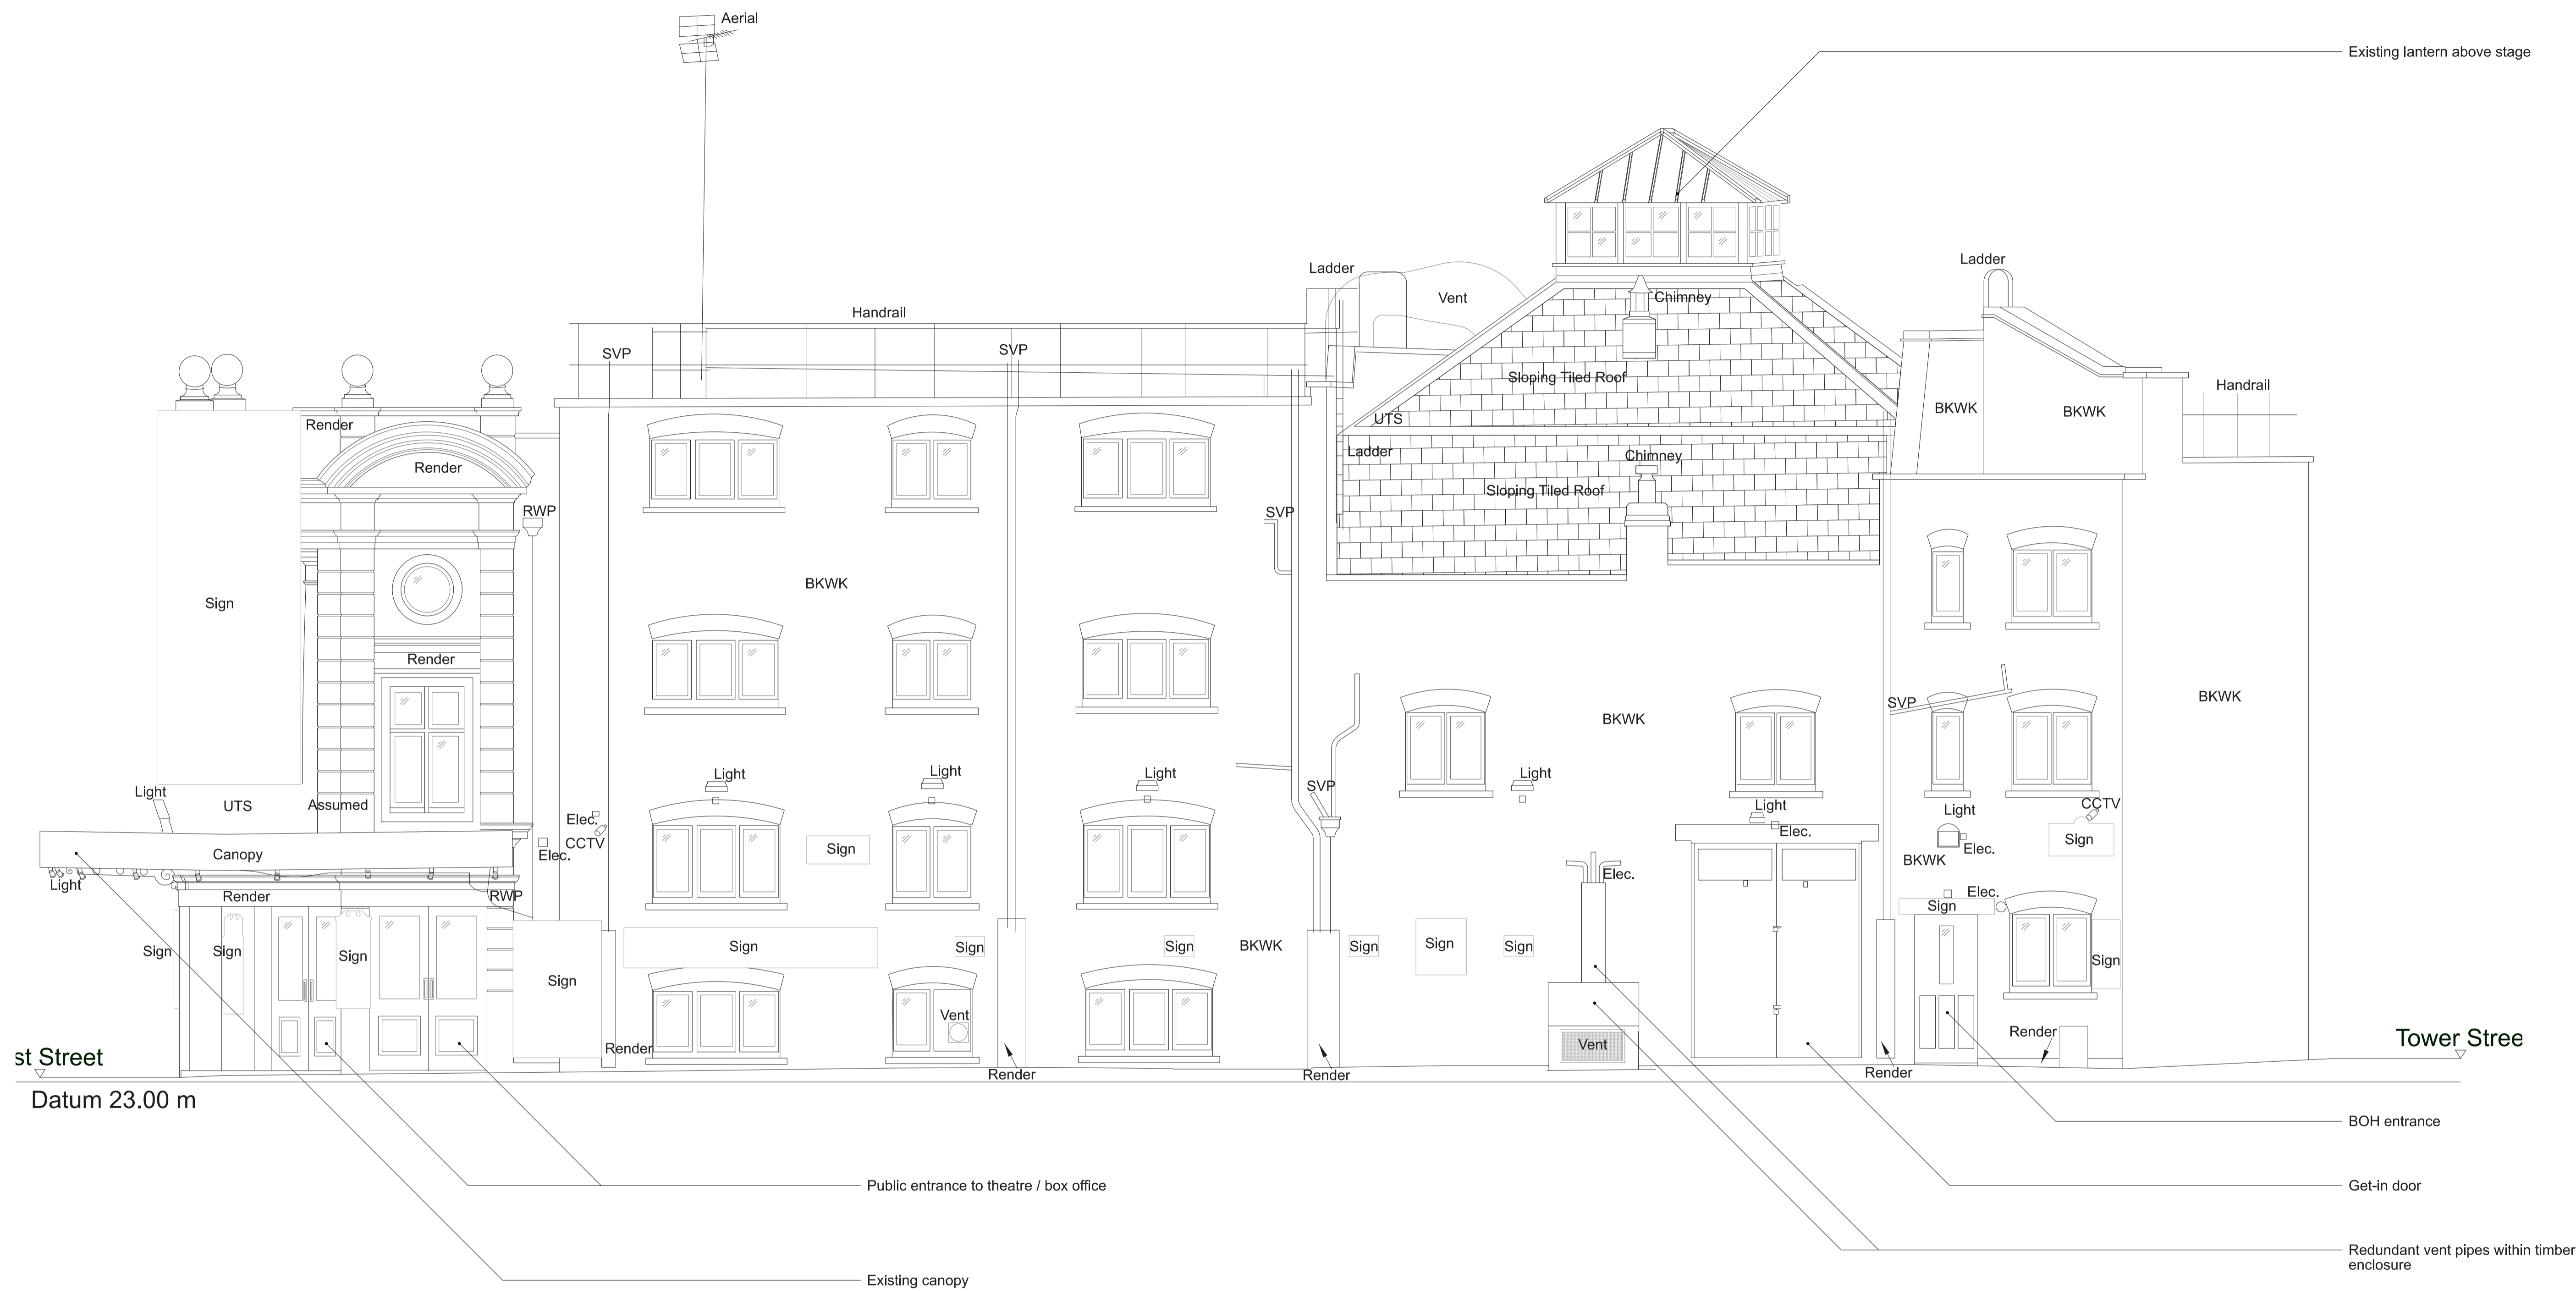 Aerial
Existing lantern above stage
Ladder
Ladder
Vent
Chimney
Handrail
SVP
SVP
Sloping Tiled Roof
Handrail
BKWK
BKWK
UTS
Render
Ladder
Chimney
Render
Sloping Tiled Roof
RWP
SVP
BKWK
Sign
Render
BKWK
SVP
BKWK
Light
Light
Light
Light
SVP
Light
UTS
Assumed
Light
Light
CCTV
Elec.
Elec.
CCTV
Sign
Sign
Elec.
Canopy
Elec.
BKWK
Light
Elec.
Elec.
Render
RWP
Sign
Sign
Sign
Sign
Sign
Sign
Sign
BKWK
Sign
Sign
Sign
Sign
Sign
Vent
Render
Vent
Render
st Street
Tower Stree
Render
Render
Render
Datum 23.00 m
BOH entrance
Public entrance to theatre / box office
Get-in door
Redundant vent pipes within timber
enclosure
Existing canopy